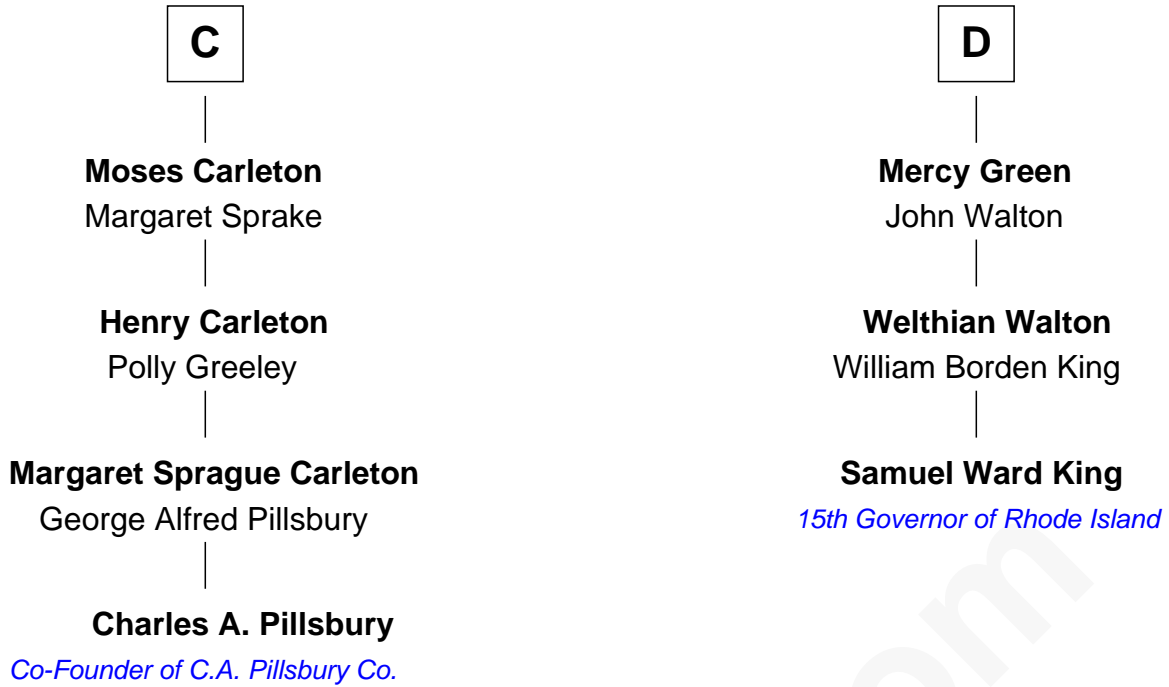 C
Moses Carleton
Margaret Sprake
Henry Carleton
Polly Greeley
Margaret Sprague Carleton
George Alfred Pillsbury
Charles A. Pillsbury
Co-Founder of C.A. Pillsbury Co.
D
Mercy Green
John Walton
Welthian Walton
William Borden King
Samuel Ward King
15th Governor of Rhode Island
om